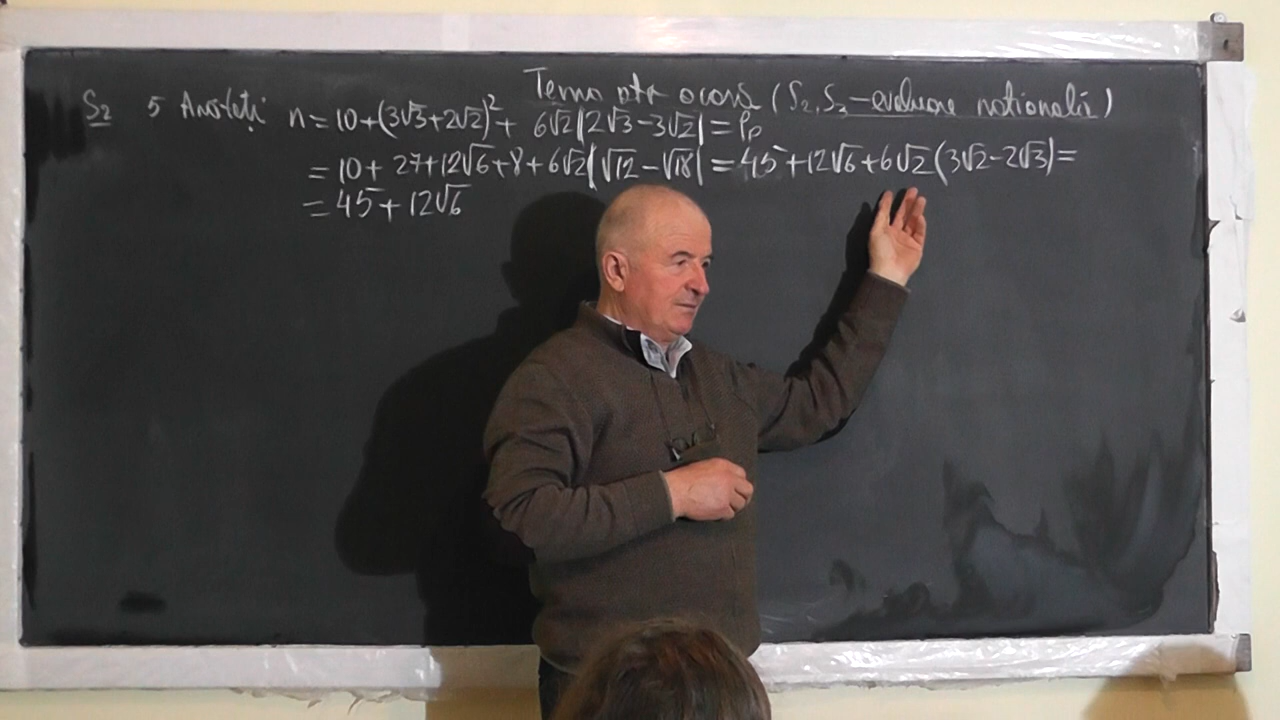 Tema pt ocară (S₂, S₃ - evaluare natională)
S₂ 5 Arătați n = 10 + (3√3 + 2√2)² + 6√2|2√3 - 3√2| = pp
= 10 + 27 + 12√6 + 8 + 6√2|√12 - √18| = 45 + 12√6 + 6√2(3√2 - 2√3) =
= 45 + 12√6